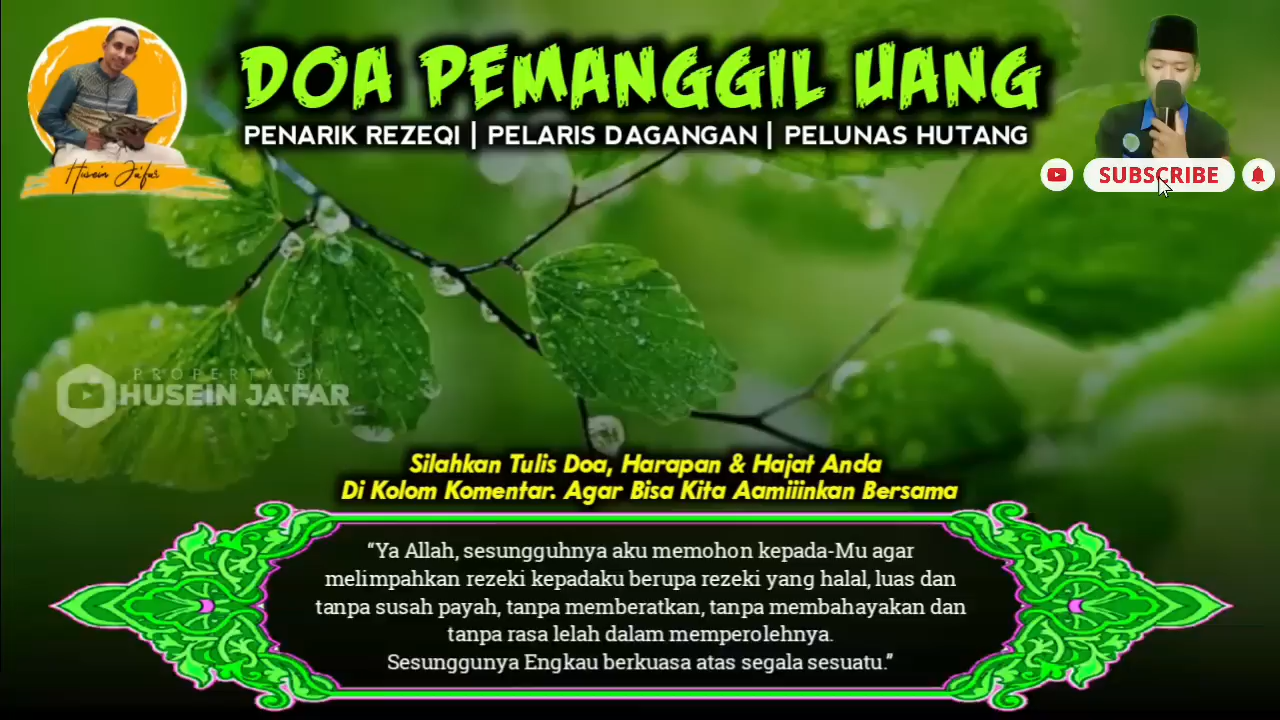 DOA PEMANGGIL UANG
PENARIK REZEQI | PELARIS DAGANGAN | PELUNAS HUTANG
Husein Ja'far
SUBSCRIBE
PROPERTY BY
HUSEIN JA'FAR
Silahkan Tulis Doa, Harapan & Hajat Anda
Di Kolom Komentar. Agar Bisa Kita Aamiiinkan Bersama
“Ya Allah, sesungguhnya aku memohon kepada-Mu agar
melimpahkan rezeki kepadaku berupa rezeki yang halal, luas dan
tanpa susah payah, tanpa memberatkan, tanpa membahayakan dan
tanpa rasa lelah dalam memperolehnya.
Sesunggunya Engkau berkuasa atas segala sesuatu.”